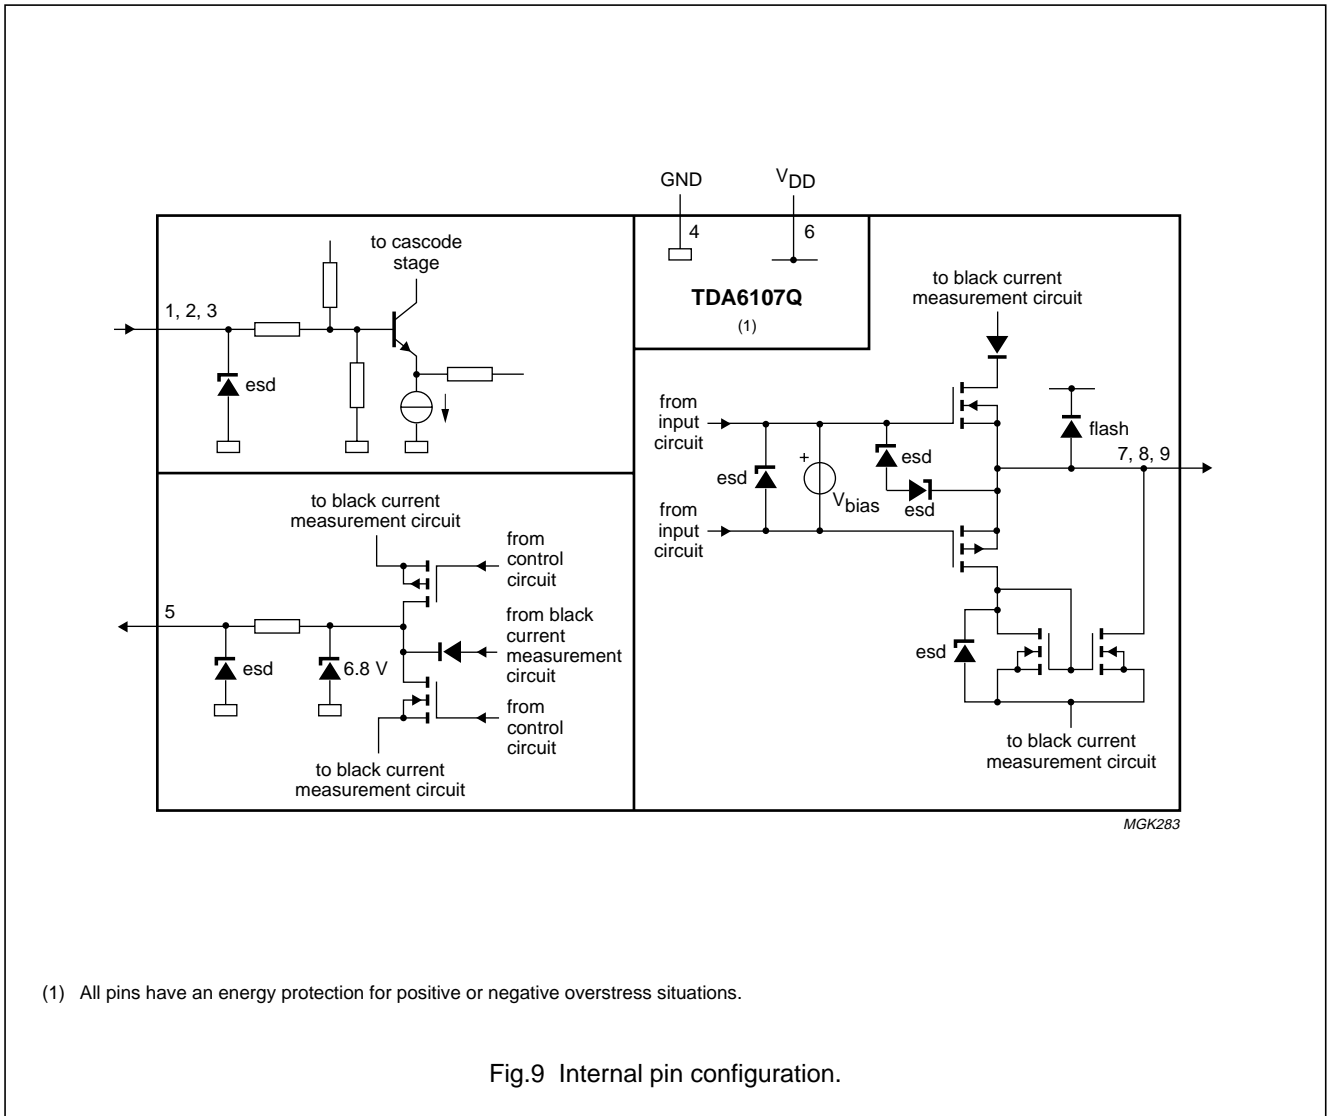 GND
VDD
4
6
TDA6107Q
(1)
to cascode
stage
1, 2, 3
esd
to black current
measurement circuit
from
input
circuit
esd
+
Vbias
esd
esd
flash
7, 8, 9
from
input
circuit
esd
to black current
measurement circuit
to black current
measurement circuit
from
control
circuit
5
from black
current
measurement
circuit
esd
6.8 V
from
control
circuit
to black current
measurement circuit
MGK283
(1) All pins have an energy protection for positive or negative overstress situations.
Fig.9 Internal pin configuration.